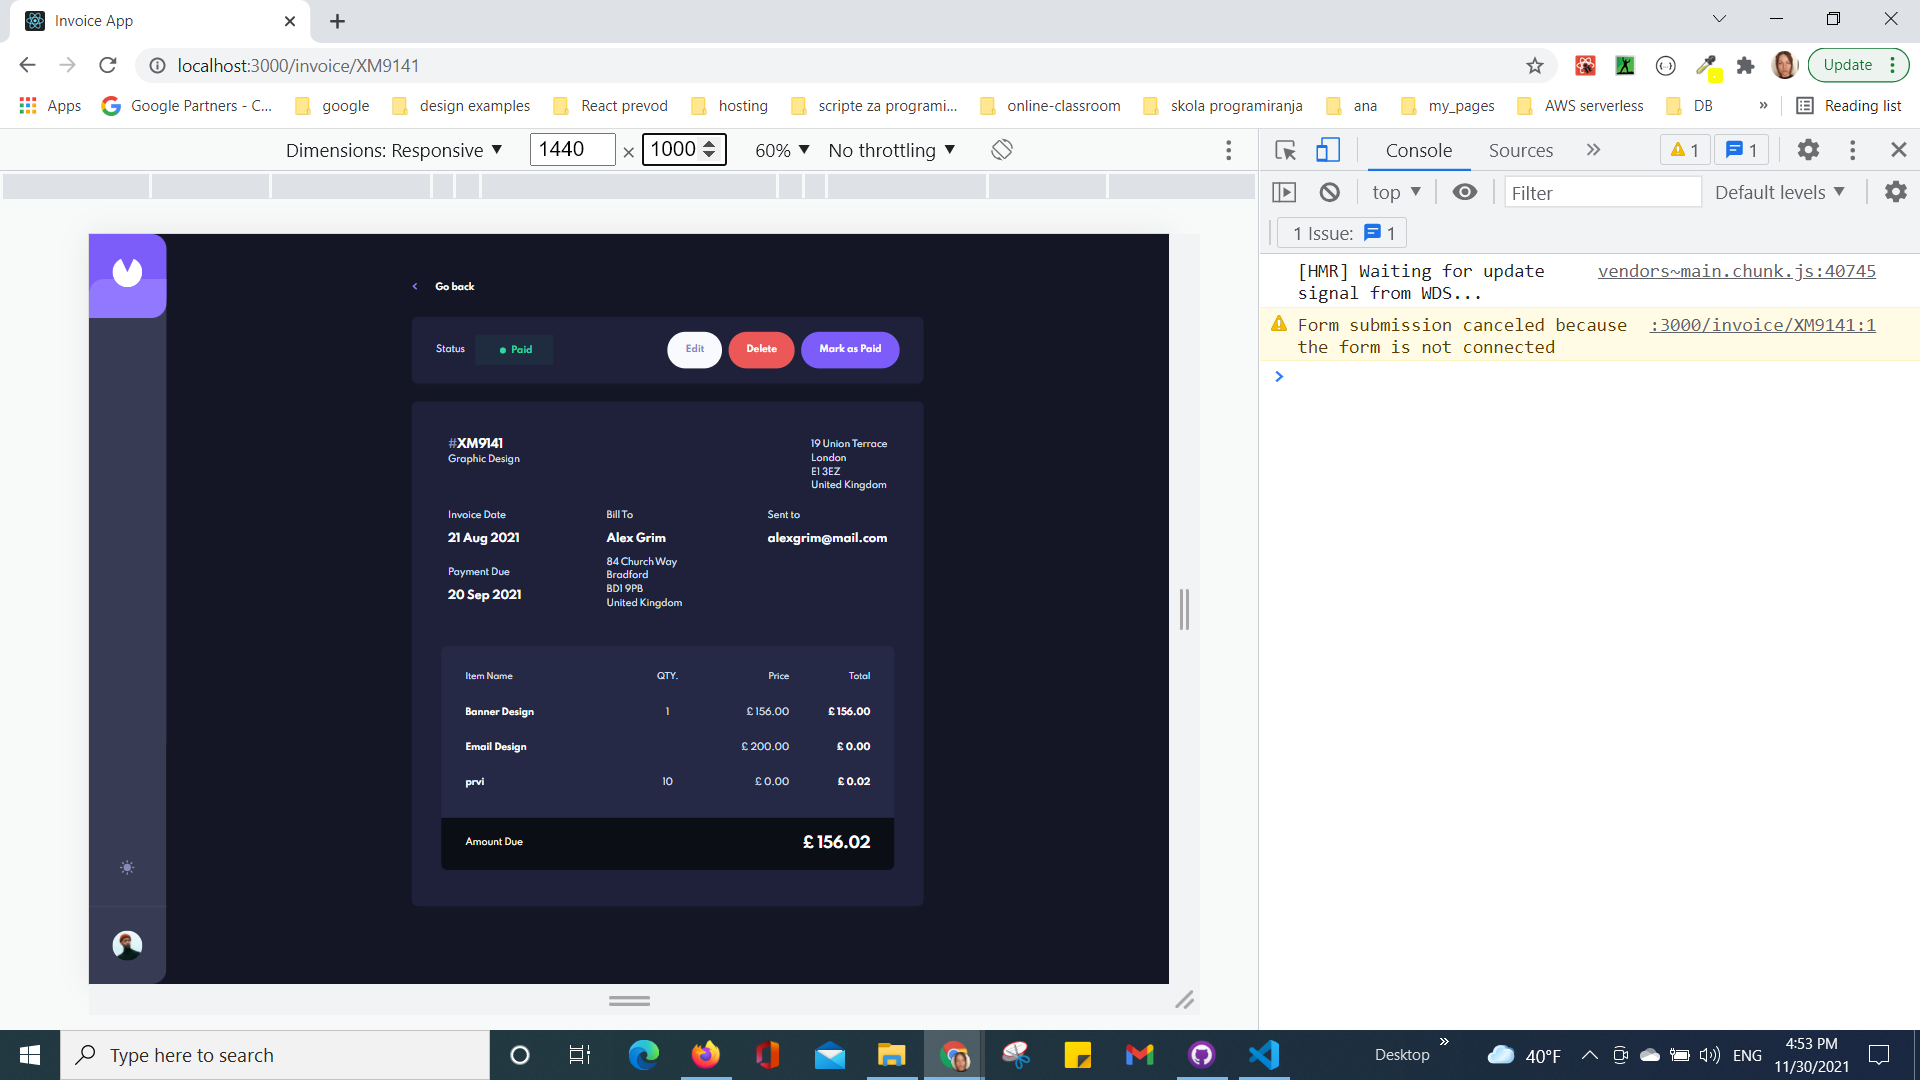 Invoice App
localhost:3000/invoice/XM9141
Update
Apps
Google Partners - C...
google
design examples
React prevod
hosting
scripte za programi...
online-classroom
skola programiranja
ana
my_pages
AWS serverless
DB
»
Reading list
Dimensions: Responsive
1440 × 1000
60%
No throttling
Console
Sources
»
1
1
top
Filter
Default levels
1 Issue: 1
[HMR] Waiting for update vendors~main.chunk.js:40745
signal from WDS...
Form submission canceled because :3000/invoice/XM9141:1
the form is not connected
Go back
Status
Paid
Edit
Delete
Mark as Paid
#XM9141
Graphic Design
19 Union Terrace
London
E1 3EZ
United Kingdom
Invoice Date
21 Aug 2021
Payment Due
20 Sep 2021
Bill To
Alex Grim
84 Church Way
Bradford
BD1 9PB
United Kingdom
Sent to
alexgrim@mail.com
Item Name QTY. Price Total
Banner Design 1 £ 156.00 £ 156.00
Email Design £ 200.00 £ 0.00
prvi 10 £ 0.00 £ 0.02
Amount Due £ 156.02
Type here to search
Desktop
»
40°F
ENG
4:53 PM
11/30/2021